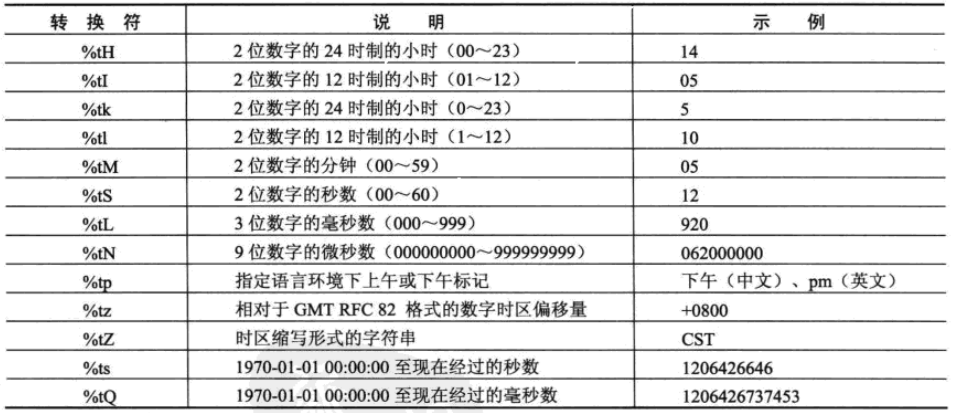 转 换 符 说 明 示 例
%tH 2 位数字的 24 时制的小时（00～23） 14
%tI 2 位数字的 12 时制的小时（01～12） 05
%tk 2 位数字的 24 时制的小时（0～23） 5
%tl 2 位数字的 12 时制的小时（1～12） 10
%tM 2 位数字的分钟（00～59） 05
%tS 2 位数字的秒数（00～60） 12
%tL 3 位数字的毫秒数（000～999） 920
%tN 9 位数字的微秒数（000000000～999999999） 062000000
%tp 指定语言环境下上午或下午标记 下午（中文）、pm（英文）
%tz 相对于 GMT RFC 82 格式的数字时区偏移量 +0800
%tZ 时区缩写形式的字符串 CST
%ts 1970-01-01 00:00:00 至现在经过的秒数 1206426646
%tQ 1970-01-01 00:00:00 至现在经过的毫秒数 1206426737453